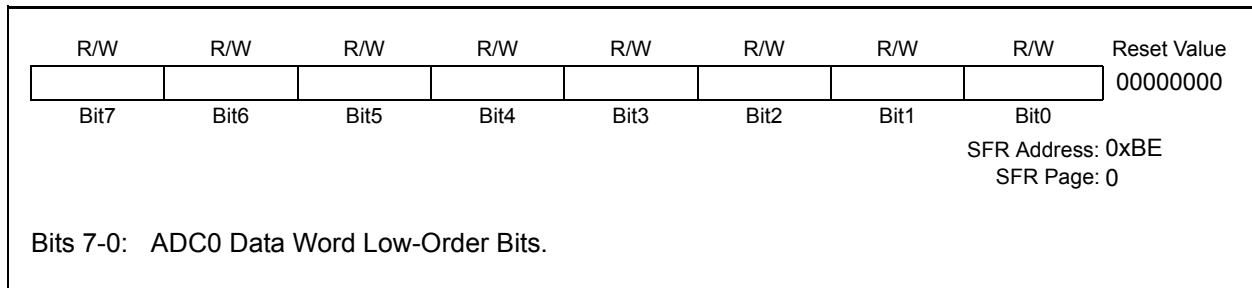 R/W R/W R/W R/W R/W R/W R/W R/W Reset Value
00000000
Bit7 Bit6 Bit5 Bit4 Bit3 Bit2 Bit1 Bit0
SFR Address: 0xBE
SFR Page: 0
Bits 7-0: ADC0 Data Word Low-Order Bits.